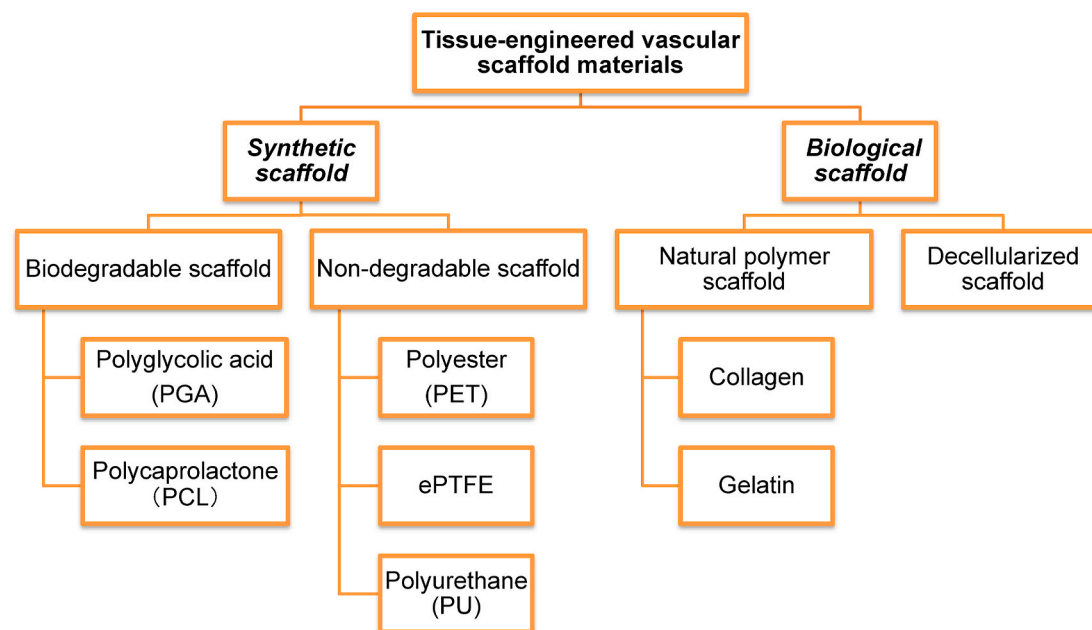 Tissue-engineered vascular
scaffold materials
Synthetic
scaffold
Biological
scaffold
Biodegradable scaffold
Non-degradable scaffold
Natural polymer
scaffold
Decellularized
scaffold
Polyglycolic acid
(PGA)
Polyester
(PET)
Collagen
Polycaprolactone
（PCL）
ePTFE
Gelatin
Polyurethane
(PU)